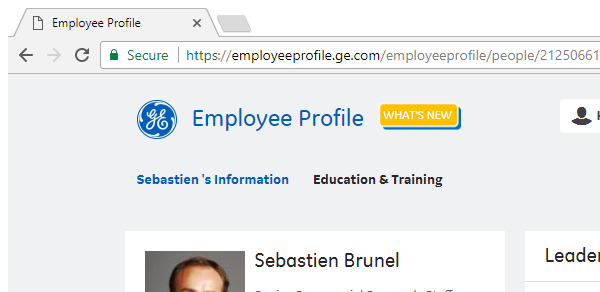 Employee Profile
Secure https://employeeprofile.ge.com/employeeprofile/people/21250661
GE Employee Profile WHAT'S NEW
Sebastien 's Information Education & Training
Sebastien Brunel
Leader